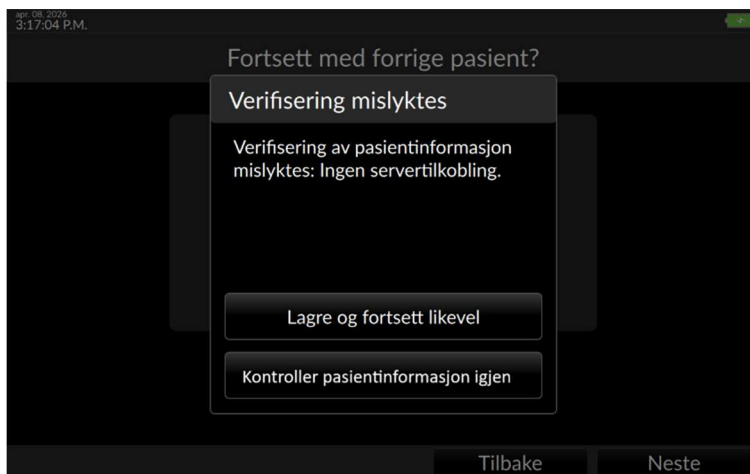 apr. 08, 2026
3:17:04 P.M.
Fortsett med forrige pasient?
Verifisering mislyktes
Verifisering av pasientinformasjon
mislyktes: Ingen servertilkobling.
Lagre og fortsett likevel
Kontroller pasientinformasjon igjen
Tilbake
Neste